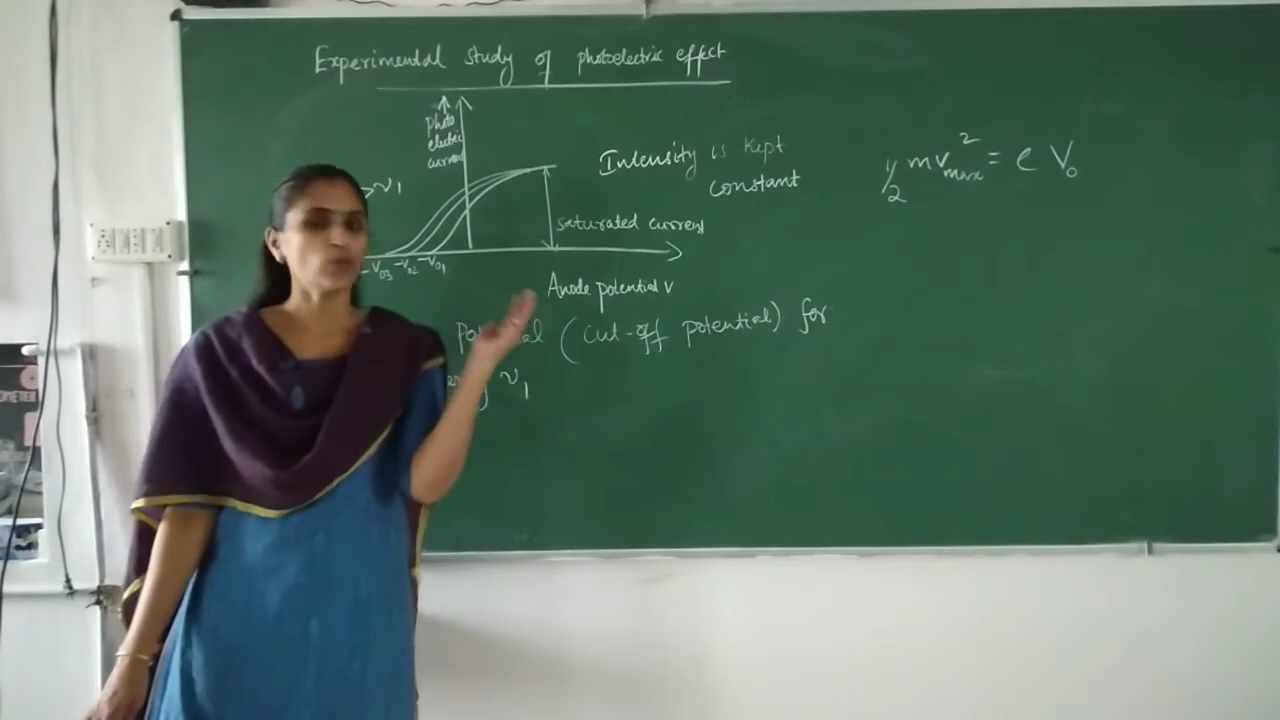 Experimental study of photoelectric effect
photo
electric
current
ν1
Intensity is kept
constant
1/2 mv²max = e V0
saturated current
-V03 -V02 -V01
Anode potential V
(cut-off potential) for
ν1